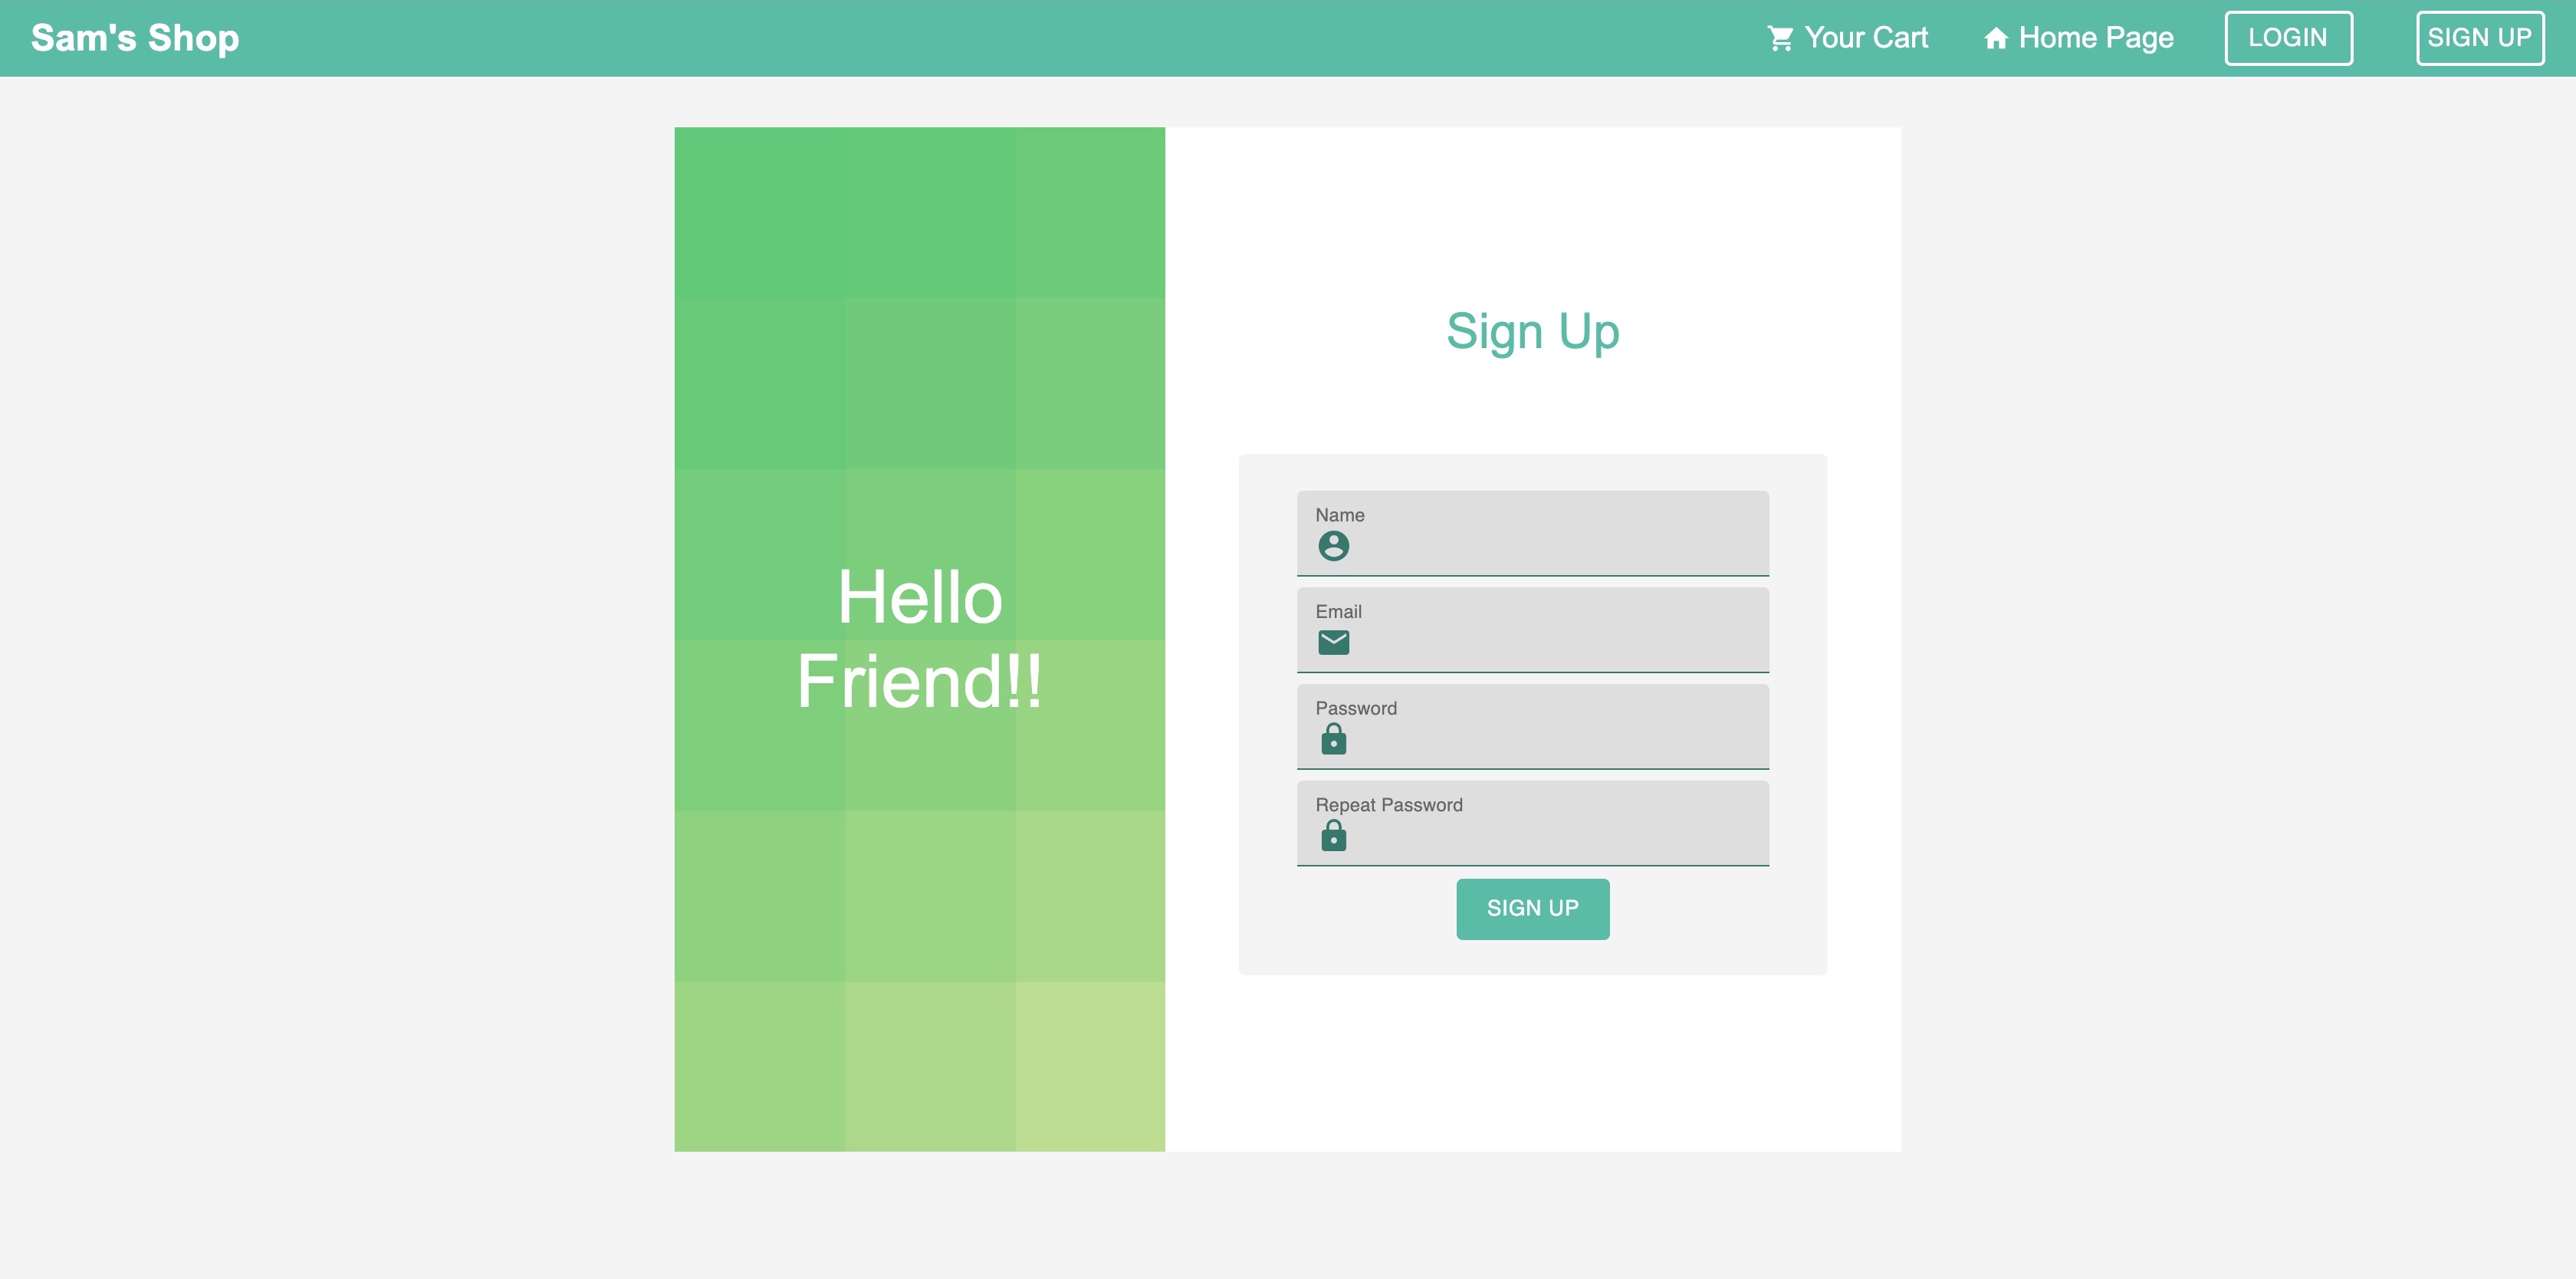 Sam's Shop
Your Cart
Home Page
LOGIN
SIGN UP
Hello
Friend!!
Sign Up
Name
Email
Password
Repeat Password
SIGN UP